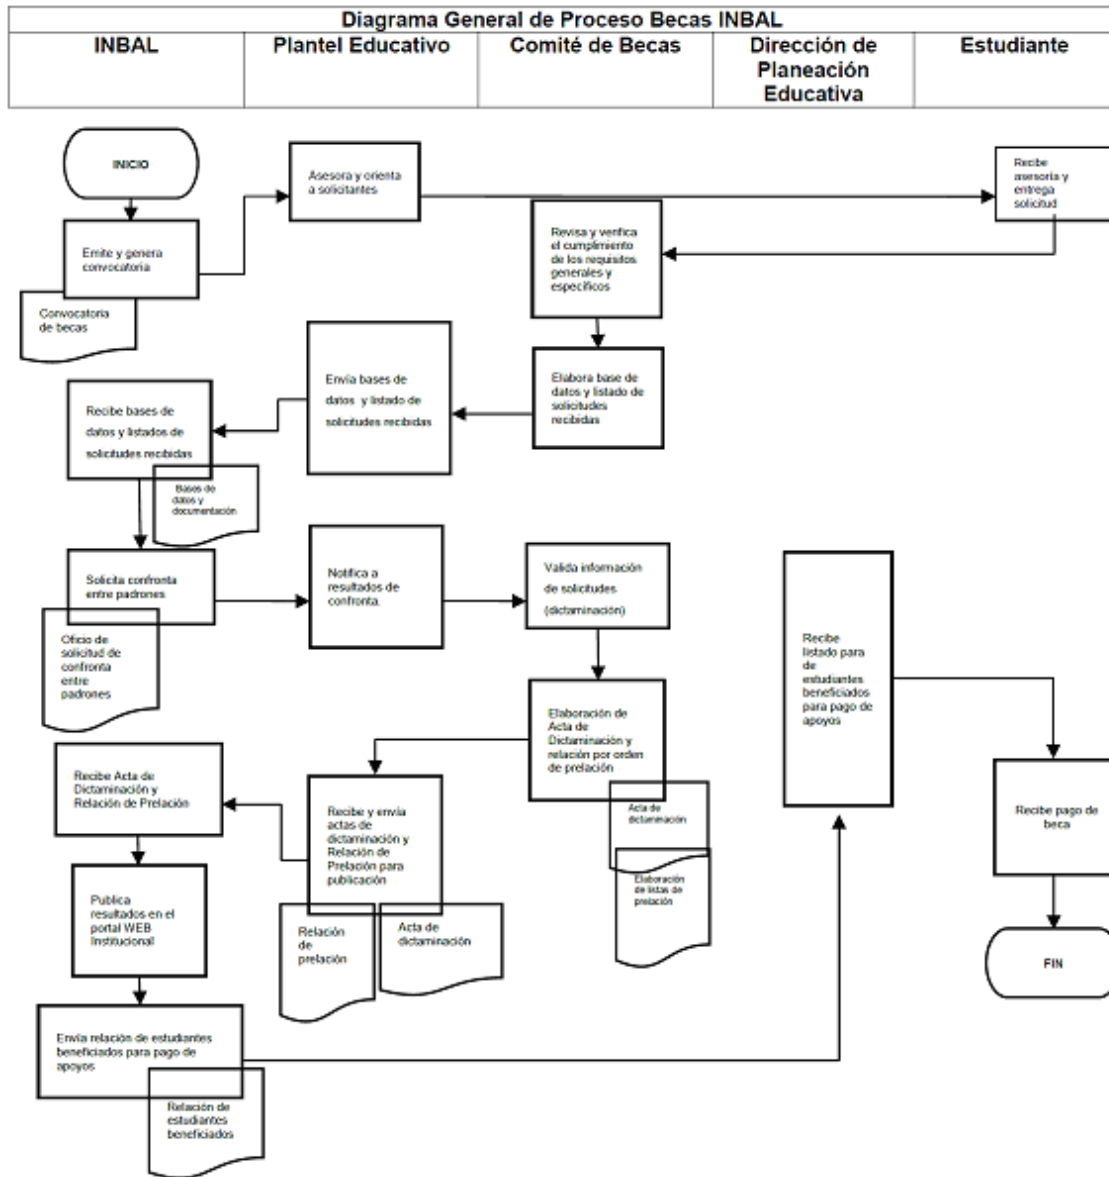 Diagrama General de Proceso Becas INBAL
INBAL
Plantel Educativo
Comité de Becas
Dirección de
Planeación
Educativa
Estudiante
INICIO
Asesora y orienta
a solicitantes
Recibe
asesoría y
entrega
solicitud
Emite y genera
convocatoria
Convocatoria
de becas
Revisa y verifica
el cumplimiento
de los requisitos
generales y
específicos
Elabora base de
datos y listado de
solicitudes
recibidas
Envía bases de
datos y listado de
solicitudes recibidas
Recibe bases de
datos y listados de
solicitudes recibidas
Bases de
datos y
documentación
Solicita confronta
entre padrones
Oficio de
solicitud de
confronta
entre
padrones
Notifica a
resultados de
confronta.
Valida información
de solicitudes
(dictaminación)
Elaboración de
Acta de
Dictaminación y
relación por orden
de prelación
Acta de
dictaminación
Elaboración
de listas de
prelación
Recibe y envía
actas de
dictaminación y
Relación de
Prelación para
publicación
Relación
de
prelación
Acta de
dictaminación
Recibe Acta de
Dictaminación y
Relación de Prelación
Publica
resultados en el
portal WEB
Institucional
Envía relación de estudiantes
beneficiados para pago de
apoyos
Relación de
estudiantes
beneficiados
Recibe
listado para
de
estudiantes
beneficiados
para pago de
apoyos
Recibe pago de
beca
FIN